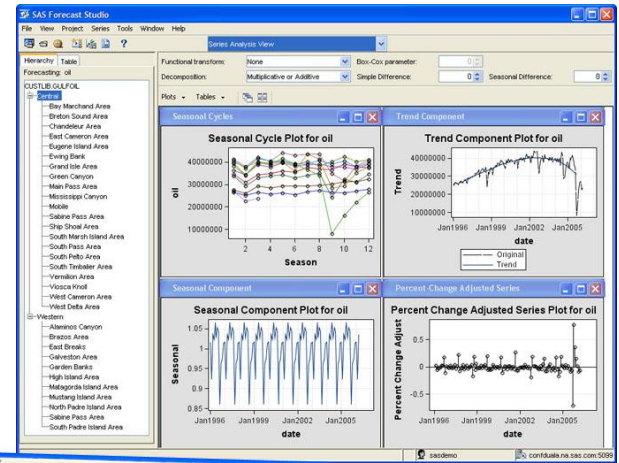 SAS Forecast Studio
File View Project Series Tools Window Help
Series Analysis View
Hierarchy Table
Forecasting: oil
CUSTLIB.GULFOIL
Central
Bay Marchand Area
Breton Sound Area
Chandeleur Area
East Cameron Area
Eugene Island Area
Ewing Bank
Grand Isle Area
Green Canyon
Main Pass Area
Mississippi Canyon
Mobile
Sabine Pass Area
Ship Shoal Area
South Marsh Island Area
South Pass Area
South Pelto Area
South Timbalier Area
Vermilion Area
Viosca Knoll
West Cameron Area
West Delta Area
Western
Alaminos Canyon
Brazos Area
East Breaks
Galveston Area
Garden Banks
High Island Area
Matagorda Island Area
Mustang Island Area
North Padre Island Area
Sabine Pass Area
South Padre Island Area
Functional transform: None Box-Cox parameter: 0
Decomposition: Multiplicative or Additive Simple Difference: 0 Seasonal Difference: 0
Plots Tables
Seasonal Cycles
Seasonal Cycle Plot for oil
oil
40000000
30000000
20000000
10000000
2 4 6 8 10 12
Season
Trend Component
Trend Component Plot for oil
Trend
40000000
30000000
20000000
10000000
Jan1996 Jan1999 Jan2002 Jan2005
date
Original
Trend
Seasonal Component
Seasonal Component Plot for oil
Seasonal
1.05
1
0.95
0.9
0.85
Jan1996 Jan1999 Jan2002 Jan2005
date
Percent-Change Adjusted Series
Percent Change Adjusted Series Plot for oil
Percent Change Adjust
0.5
0
-0.5
Jan1996 Jan1999 Jan2002 Jan2005
date
sasdemo
confduala.na.sas.com:5099